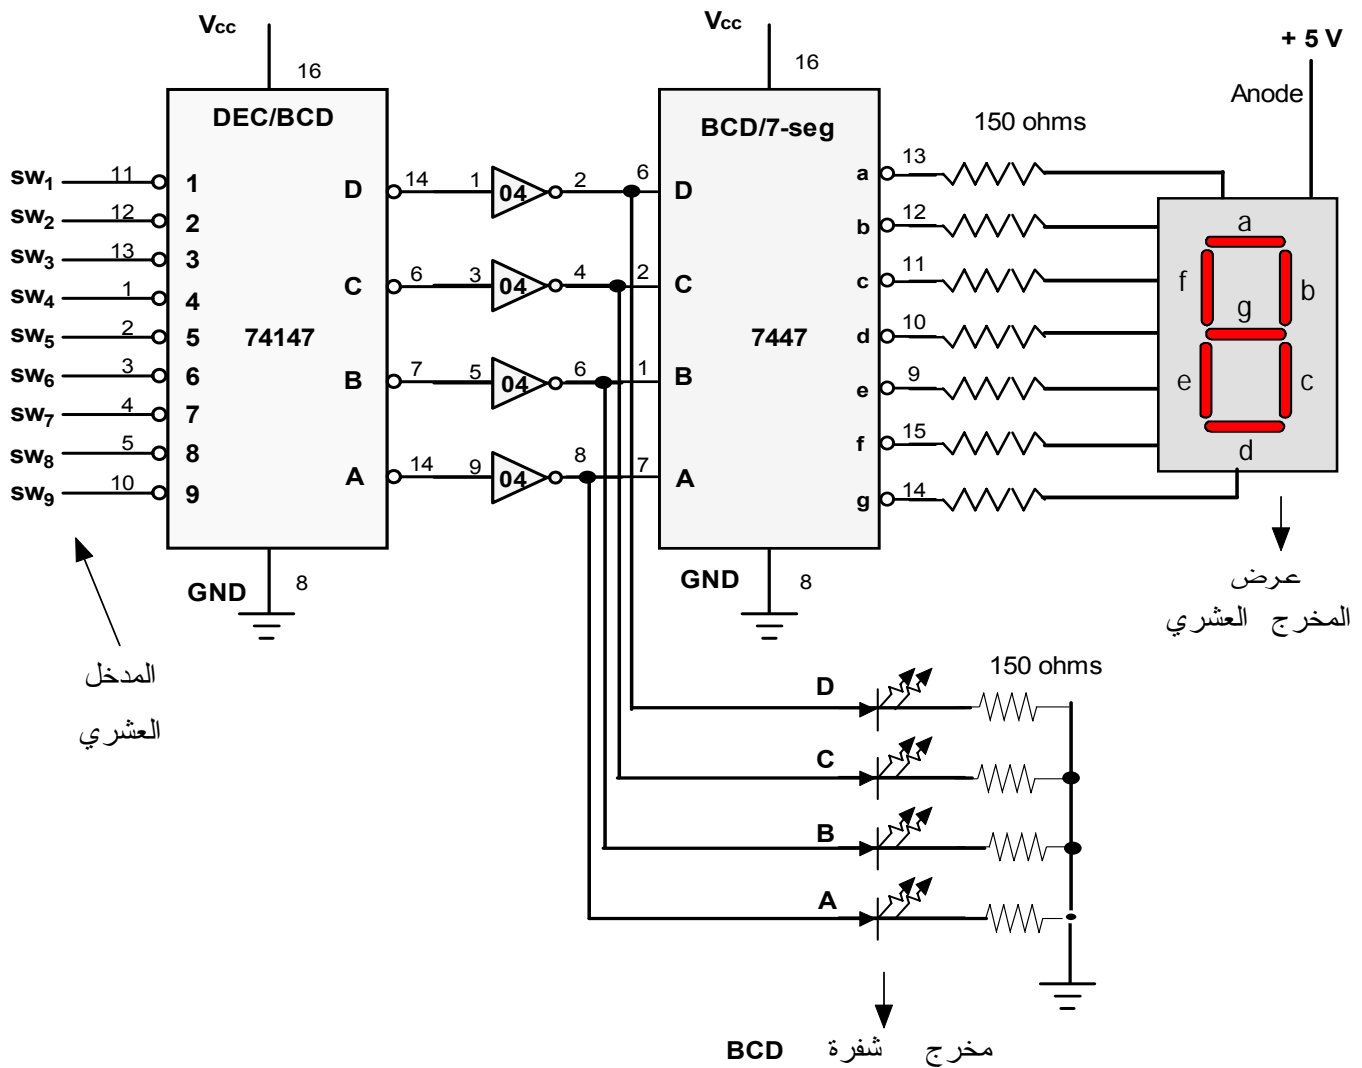 Vcc
16
DEC/BCD
74147
sw1 11 1
sw2 12 2
sw3 13 3
sw4 1 4
sw5 2 5
sw6 3 6
sw7 4 7
sw8 5 8
sw9 10 9
D 14 1 04 2
C 6 3 04 4
B 7 5 04 6
A 14 9 04 8
GND 8
المدخل
العشري
Vcc
16
BCD/7-seg
7447
6 D
2 C
1 B
7 A
GND 8
150 ohms
a 13
b 12
c 11
d 10
e 9
f 15
g 14
+ 5 V
Anode
a
f b
g
e c
d
عرض
المخرج العشري
150 ohms
D
C
B
A
مخرج شفرة BCD